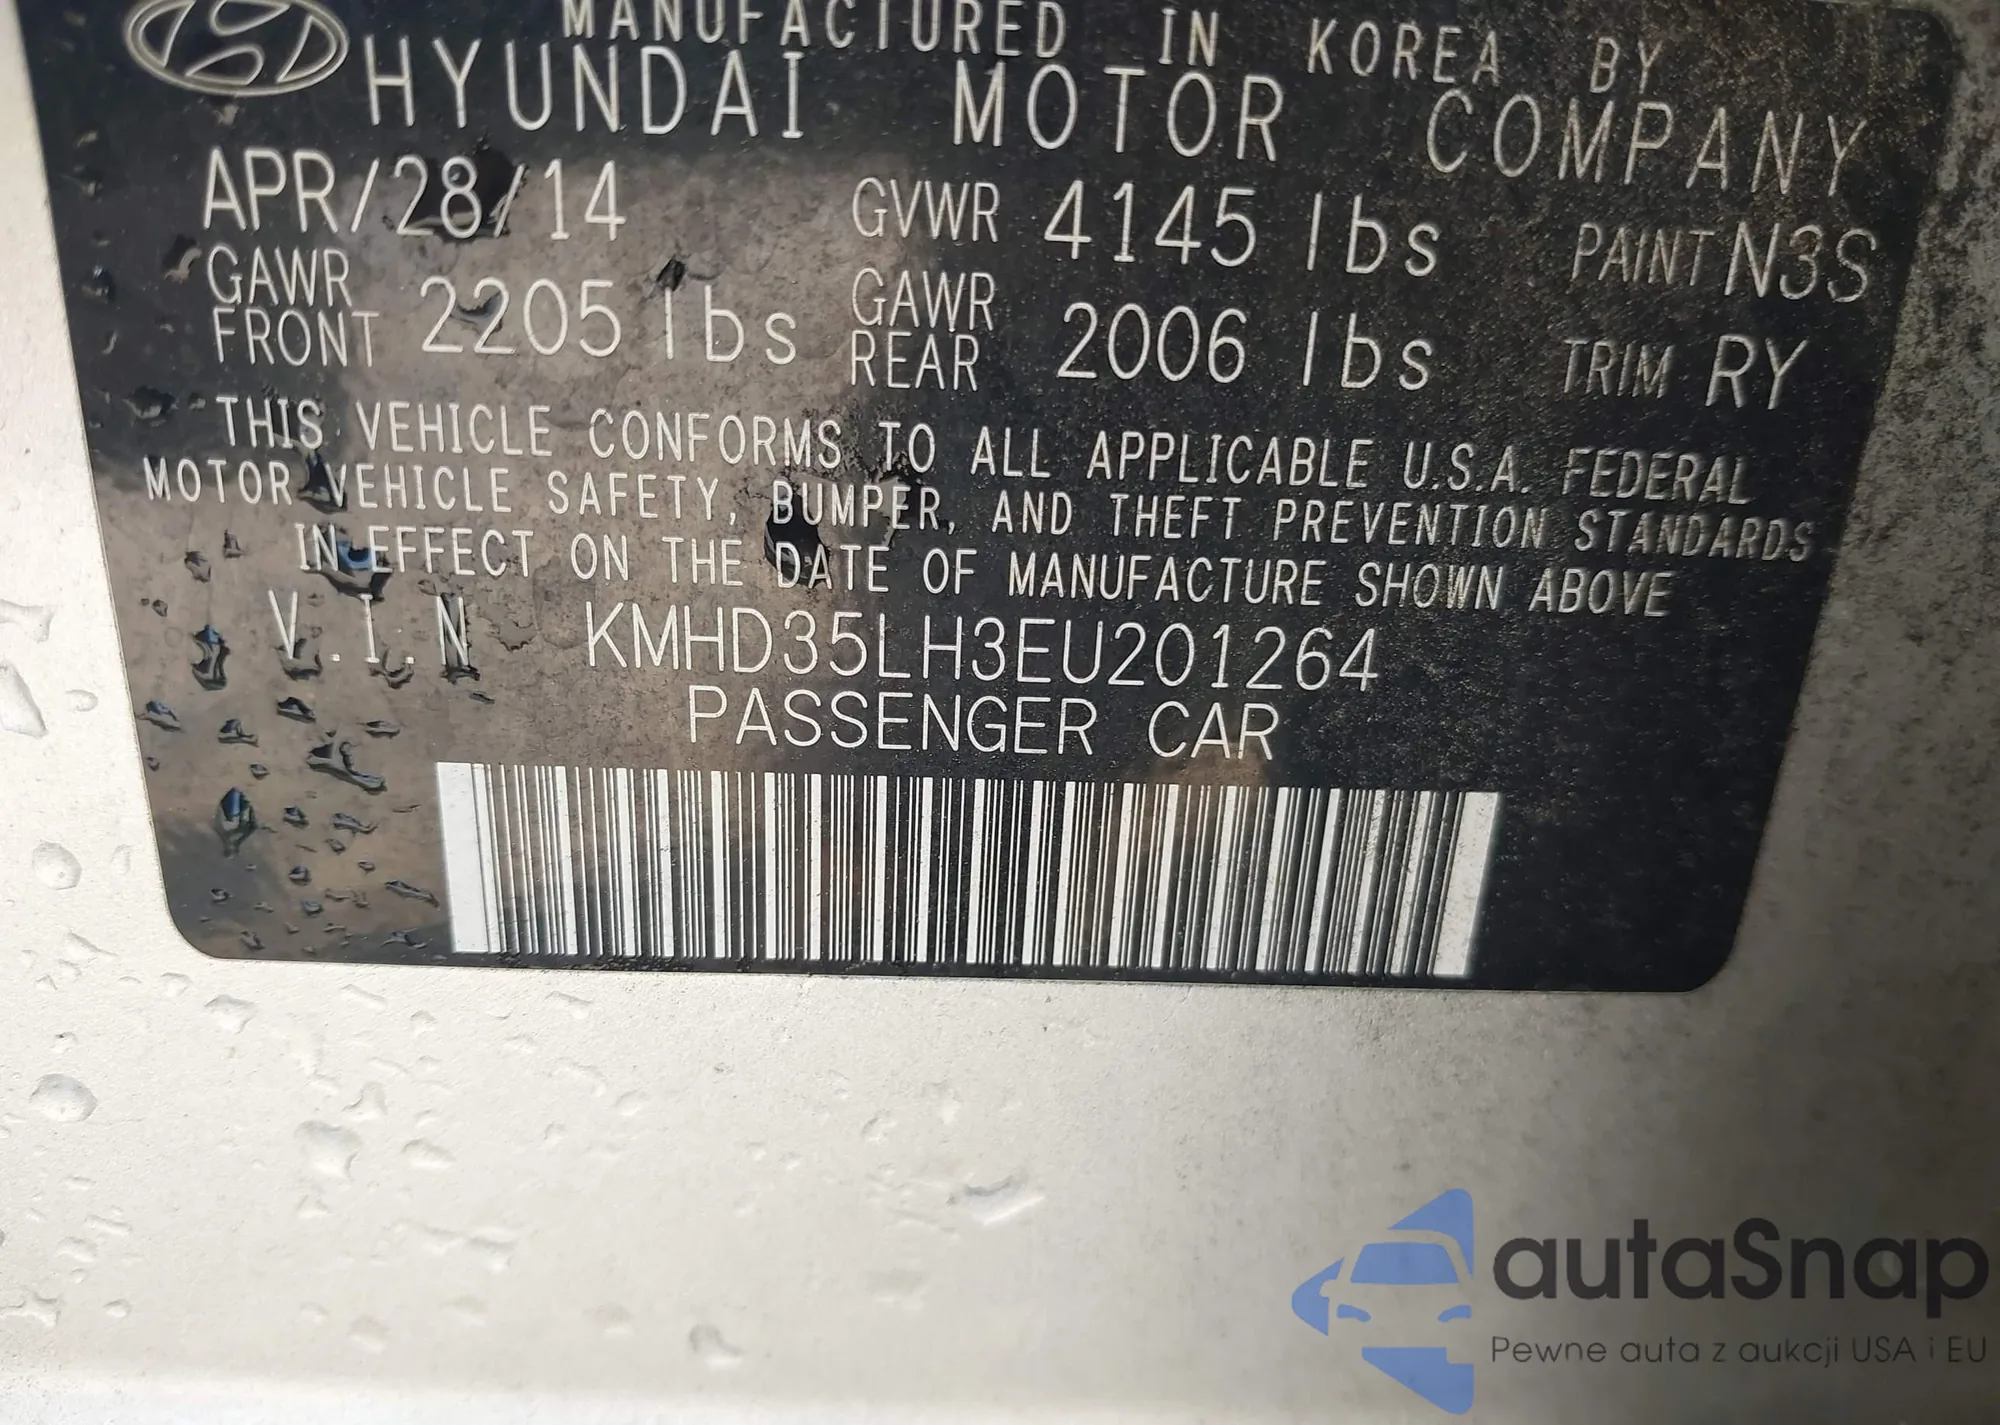 MANUFACTURED IN KOREA BY
HYUNDAI MOTOR COMPANY
APR/28/14 GVWR 4145 lbs PAINT N3S
GAWR FRONT 2205 lbs GAWR REAR 2006 lbs TRIM RY
THIS VEHICLE CONFORMS TO ALL APPLICABLE U.S.A. FEDERAL
MOTOR VEHICLE SAFETY, BUMPER, AND THEFT PREVENTION STANDARDS
IN EFFECT ON THE DATE OF MANUFACTURE SHOWN ABOVE
V.I.N KMHD35LH3EU201264
PASSENGER CAR
autaSnap
Pewne auta z aukcji USA i EU